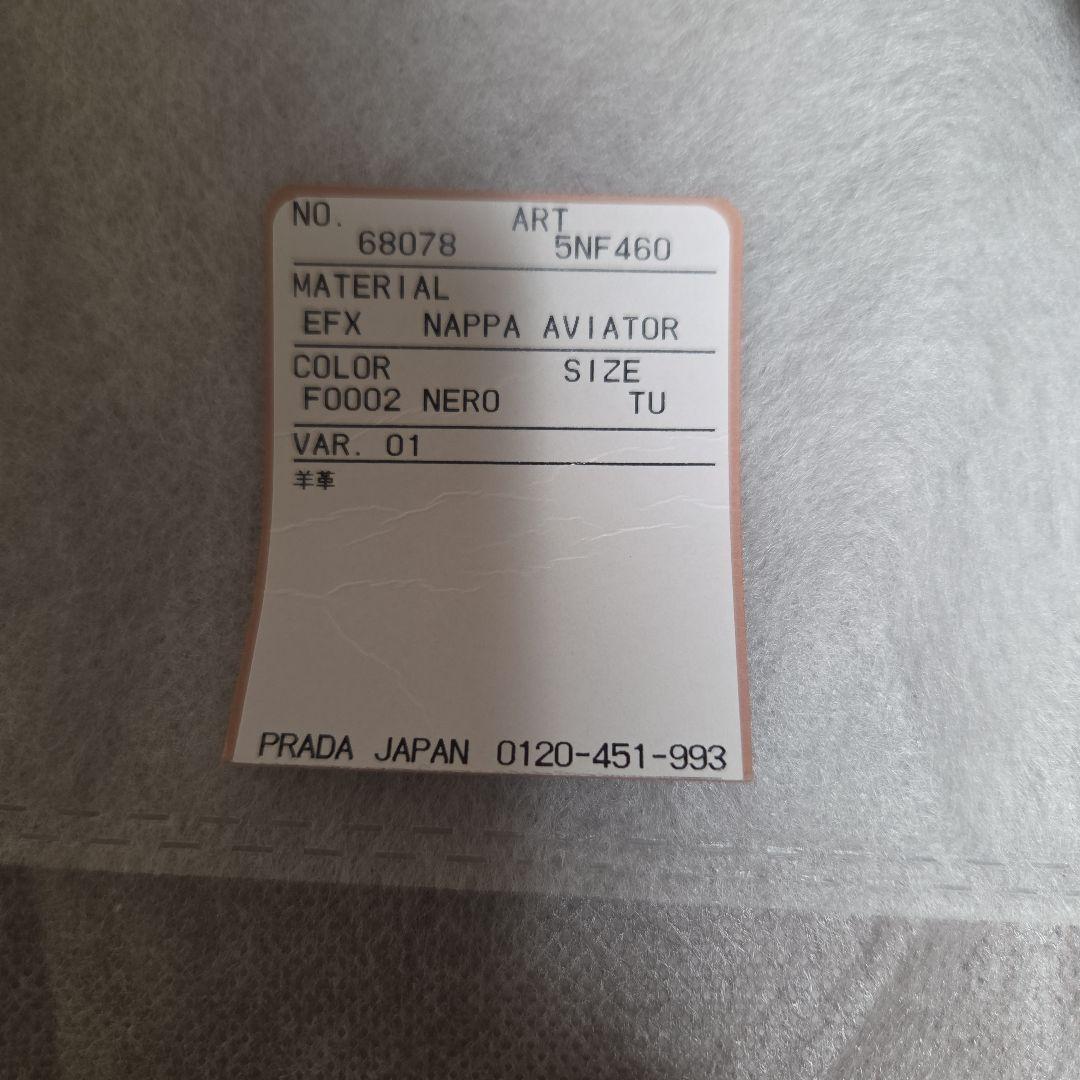 NO. ART
68078 5NF460
MATERIAL
EFX NAPPA AVIATOR
COLOR SIZE
F0002 NERO TU
VAR. 01
羊革
PRADA JAPAN 0120-451-993